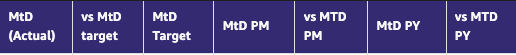 MtD (Actual)
vs MtD target
MtD Target
MtD PM
vs MTD PM
MtD PY
vs MTD PY